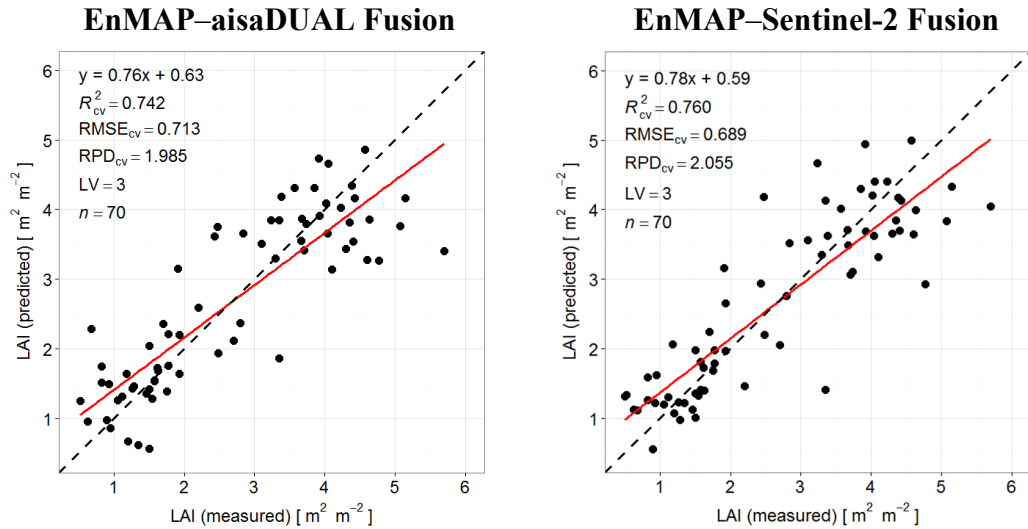 EnMAP–aisaDUAL Fusion
y = 0.76x + 0.63
R²cv = 0.742
RMSEcv = 0.713
RPDcv = 1.985
LV = 3
n = 70
6
5
4
3
2
1
LAI (predicted) [ m² m⁻² ]
1 2 3 4 5 6
LAI (measured) [ m² m⁻² ]
EnMAP–Sentinel-2 Fusion
y = 0.78x + 0.59
R²cv = 0.760
RMSEcv = 0.689
RPDcv = 2.055
LV = 3
n = 70
6
5
4
3
2
1
LAI (predicted) [ m² m⁻² ]
1 2 3 4 5 6
LAI (measured) [ m² m⁻² ]